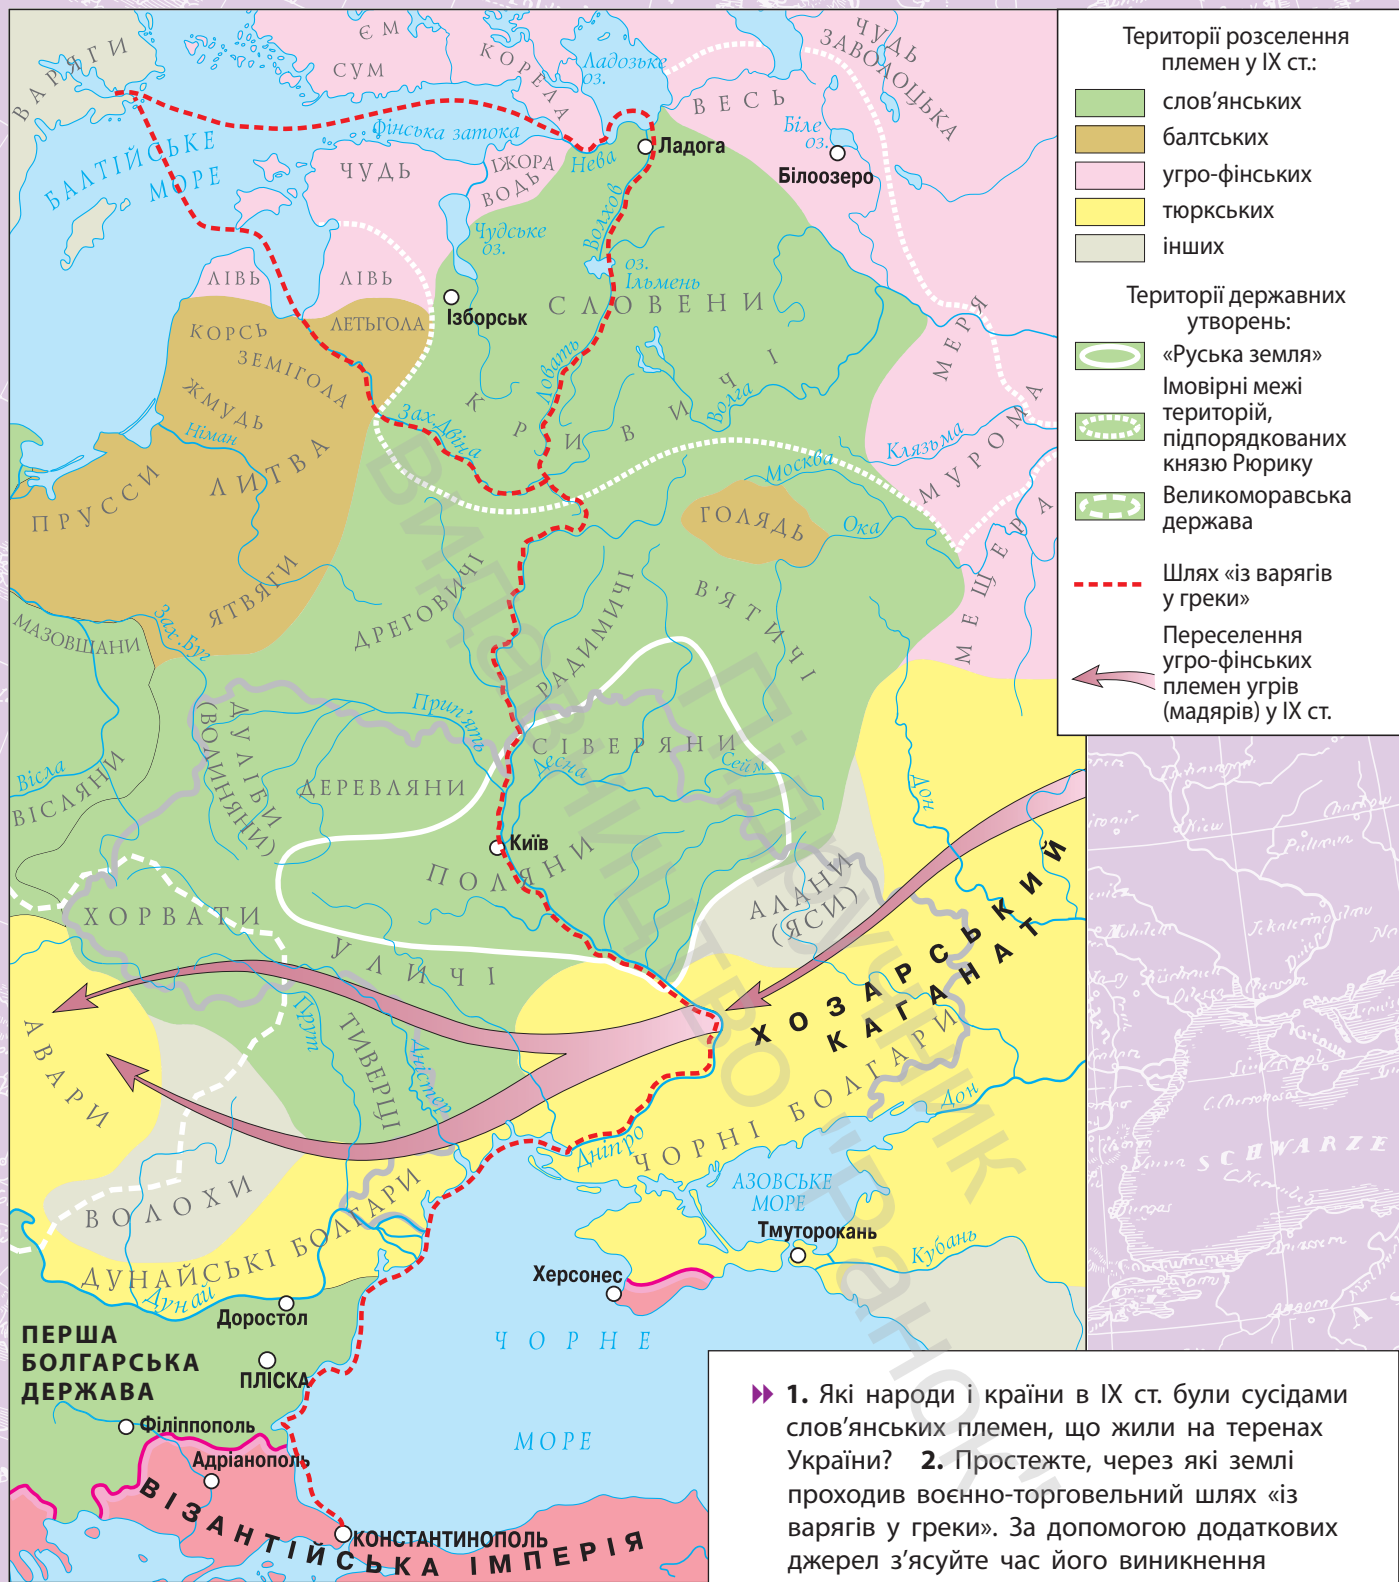 ВАРЯГИ
ЄМ
СУМ
КОРЕЛА
Ладозьке
оз.
ЧУДЬ
ЗАВОЛОЦЬКА
ВЕСЬ
Біле
оз.
Білоозеро
БАЛТІЙСЬКЕ
МОРЕ
Фінська затока
ЧУДЬ
ІЖОРА
ВОДЬ
Нева
Ладога
Волхов
Чудське
оз.
оз.
Ільмень
ЛІВЬ
ЛІВЬ
Ізборськ
СЛОВЕНИ
КОРСЬ
ЛЕТЬГОЛА
ЗЕМІГОЛА
ЖМУДЬ
Німан
ЛИТВА
ПРУССИ
ЯТВЯГИ
Зах.Двіна
Ловать
КРИВИЧІ
Волга
МЕРЯ
Клязьма
МУРОМА
Москва
ГОЛЯДЬ
Ока
МЕЩЕРА
МАЗОВШАНИ
Зах.Буг
ДРЕГОВИЧІ
РАДИМИЧІ
В'ЯТИЧІ
Прип'ять
ДУЛІБИ
(ВОЛИНЯНИ)
СІВЕРЯНИ
Десна
Сейм
Дон
Вісла
ВІСЛЯНИ
ДЕРЕВЛЯНИ
Київ
ПОЛЯНИ
АЛАНИ
(ЯСИ)
ХОРВАТИ
УЛИЧІ
ХОЗАРСЬКИЙ
КАГАНАТ
АВАРИ
Прут
ТИВЕРЦІ
Дністер
ЧОРНІ БОЛГАРИ
Дон
Дніпро
ВОЛОХИ
АЗОВСЬКЕ
МОРЕ
Тмуторокань
Кубань
ДУНАЙСЬКІ БОЛГАРИ
Дунай
Херсонес
Доростол
ПЕРША
БОЛГАРСЬКА
ДЕРЖАВА
ПЛІСКА
ЧОРНЕ
МОРЕ
Філіппополь
Адріанополь
ВІЗАНТІЙСЬКА ІМПЕРІЯ
КОНСТАНТИНОПОЛЬ
Видавництво
Підручник
"Ранок"
Території розселення
племен у IX ст.:
слов’янських
балтських
угро-фінських
тюркських
інших
Території державних
утворень:
«Руська земля»
Імовірні межі
територій,
підпорядкованих
князю Рюрику
Великоморавська
держава
Шлях «із варягів
у греки»
Переселення
угро-фінських
племен угрів
(мадярів) у IX ст.
SCHWARZE
1. Які народи і країни в IX ст. були сусідами
слов’янських племен, що жили на теренах
України? 2. Простежте, через які землі
проходив воєнно-торговельний шлях «із
варягів у греки». За допомогою додаткових
джерел з’ясуйте час його виникнення